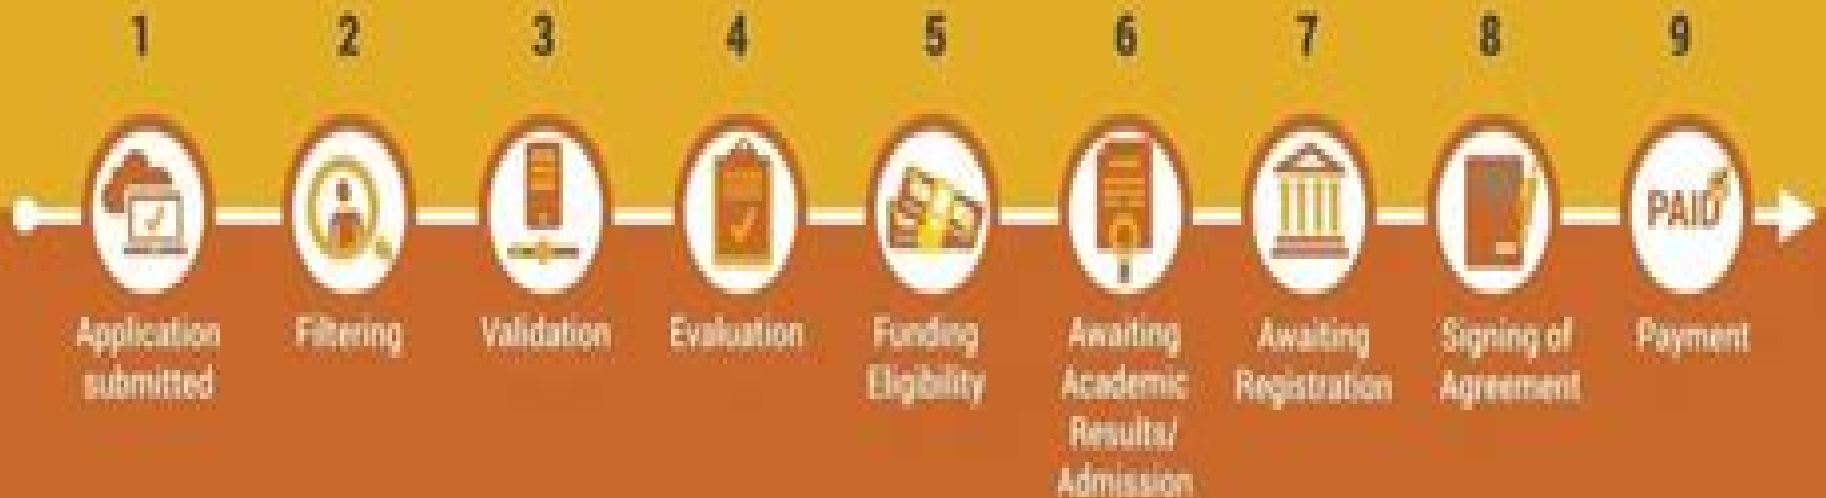 1 2 3 4 5 6 7 8 9
PAID
Application
submitted
Filtering
Validation
Evaluation
Funding
Eligibility
Awaiting
Academic
Results/
Admission
Awaiting
Registration
Signing of
Agreement
Payment